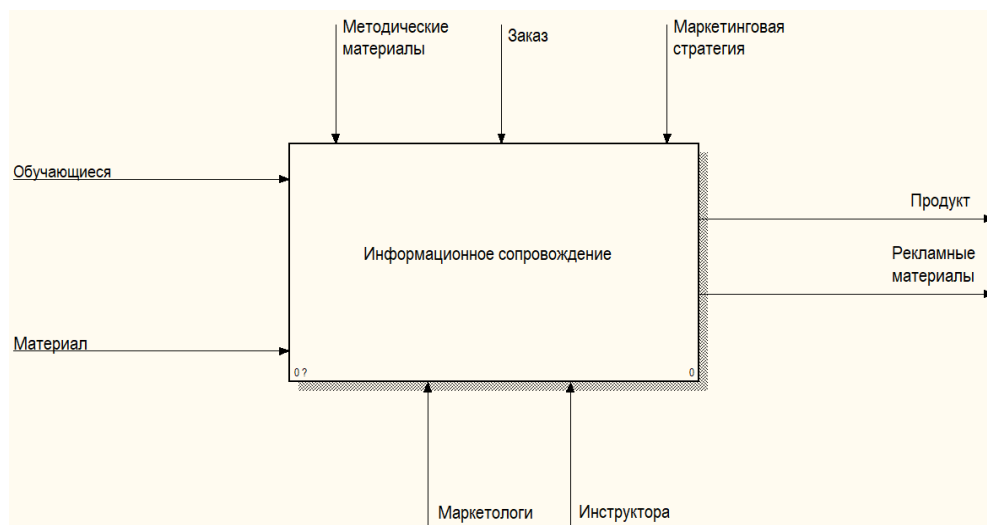 Методические
материалы
Заказ
Маркетинговая
стратегия
Обучающиеся
Продукт
Информационное сопровождение
Рекламные
материалы
Материал
0 ?
0
Маркетологи
Инструктора